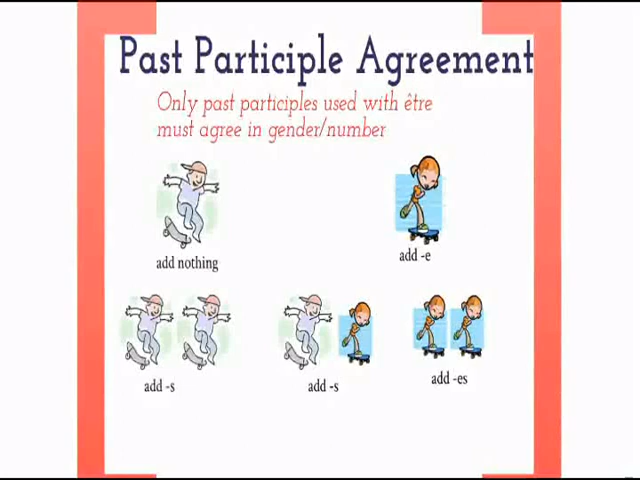 Past Participle Agreement
Only past participles used with être
must agree in gender/number
add nothing
add -e
add -s
add -s
add -es